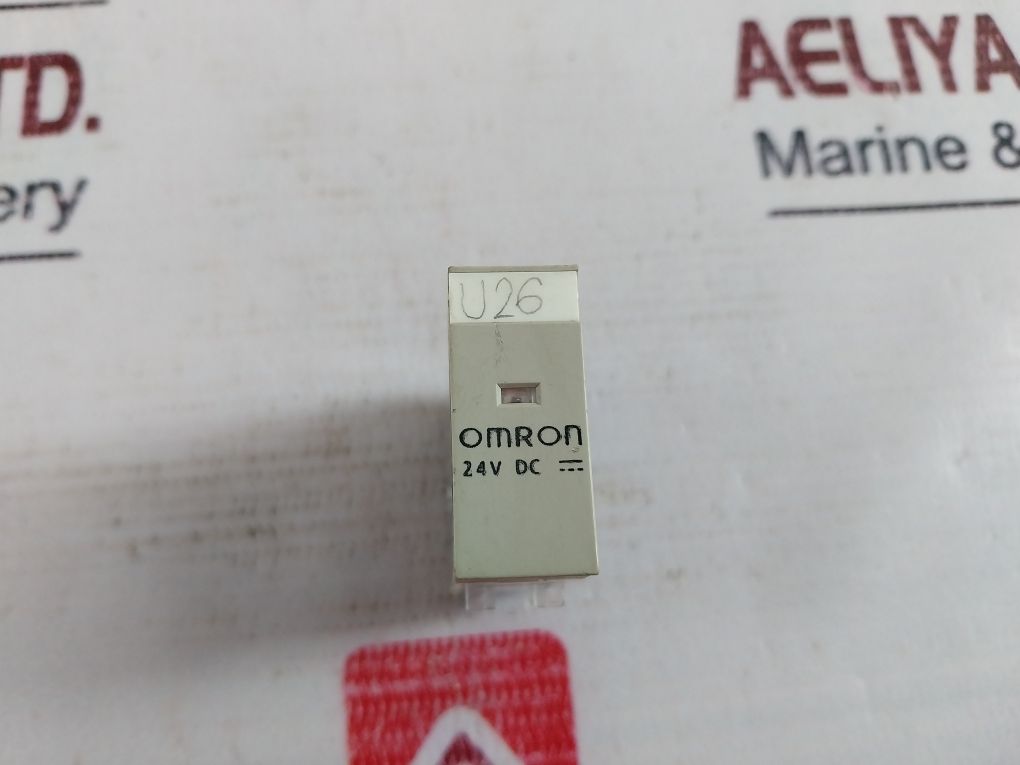 TD.
ery
AELIYA
Marine &
U26
OMRON
24V DC